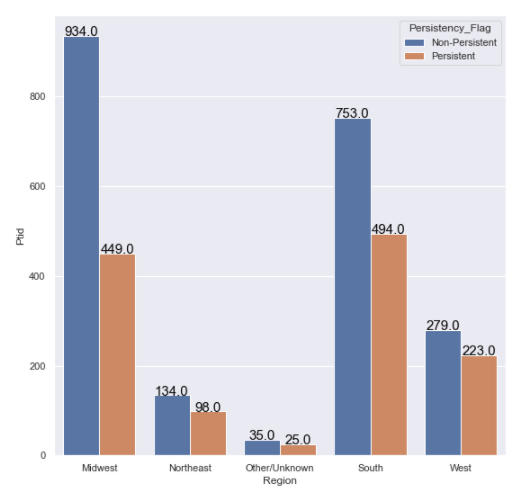 934.0
Persistency_Flag
Non-Persistent
Persistent
800
753.0
600
494.0
449.0
400
279.0
223.0
200
134.0
98.0
35.0
25.0
0
Ptid
Midwest
Northeast
Other/Unknown
South
West
Region